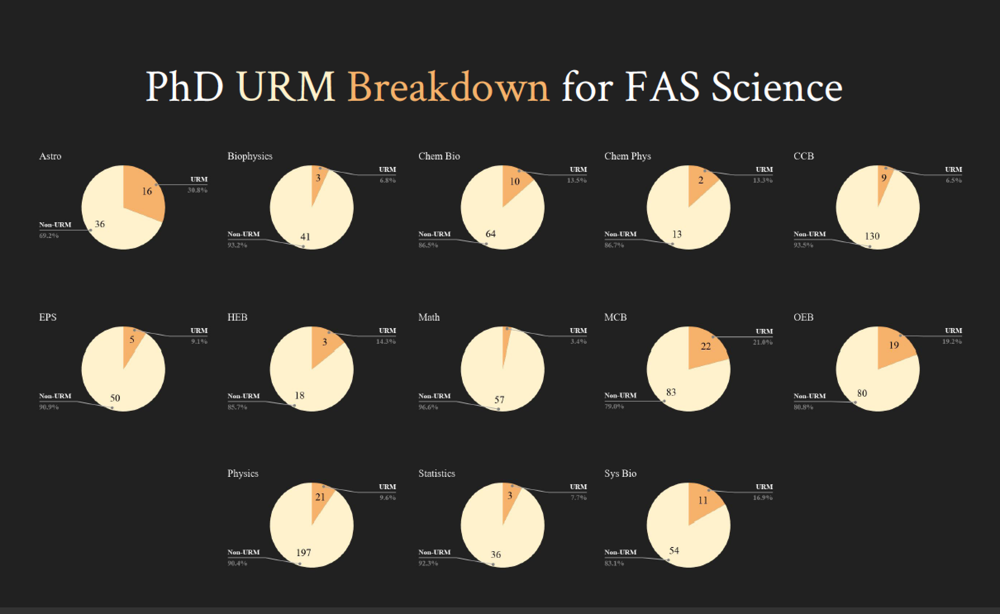 PhD URM Breakdown for FAS Science
Astro
URM
30.8%
16
36
Non-URM
69.2%
Biophysics
URM
6.8%
3
41
Non-URM
93.2%
Chem Bio
URM
13.5%
10
64
Non-URM
86.5%
Chem Phys
URM
13.3%
2
13
Non-URM
86.7%
CCB
URM
6.5%
9
130
Non-URM
93.5%
EPS
URM
9.1%
5
50
Non-URM
90.9%
HEB
URM
14.3%
3
18
Non-URM
85.7%
Math
URM
3.4%
57
Non-URM
96.6%
MCB
URM
21.0%
22
83
Non-URM
79.0%
OEB
URM
19.2%
19
80
Non-URM
80.8%
Physics
URM
9.6%
21
197
Non-URM
90.4%
Statistics
URM
7.7%
3
36
Non-URM
92.3%
Sys Bio
URM
16.9%
11
54
Non-URM
83.1%